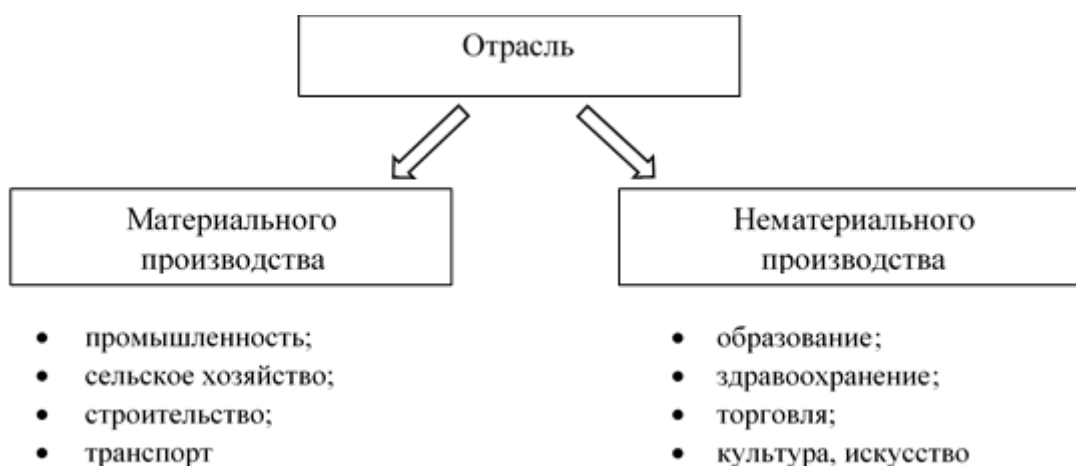 Отрасль
Материального
производства
Нематериального
производства
• промышленность;
• сельское хозяйство;
• строительство;
• транспорт
• образование;
• здравоохранение;
• торговля;
• культура, искусство